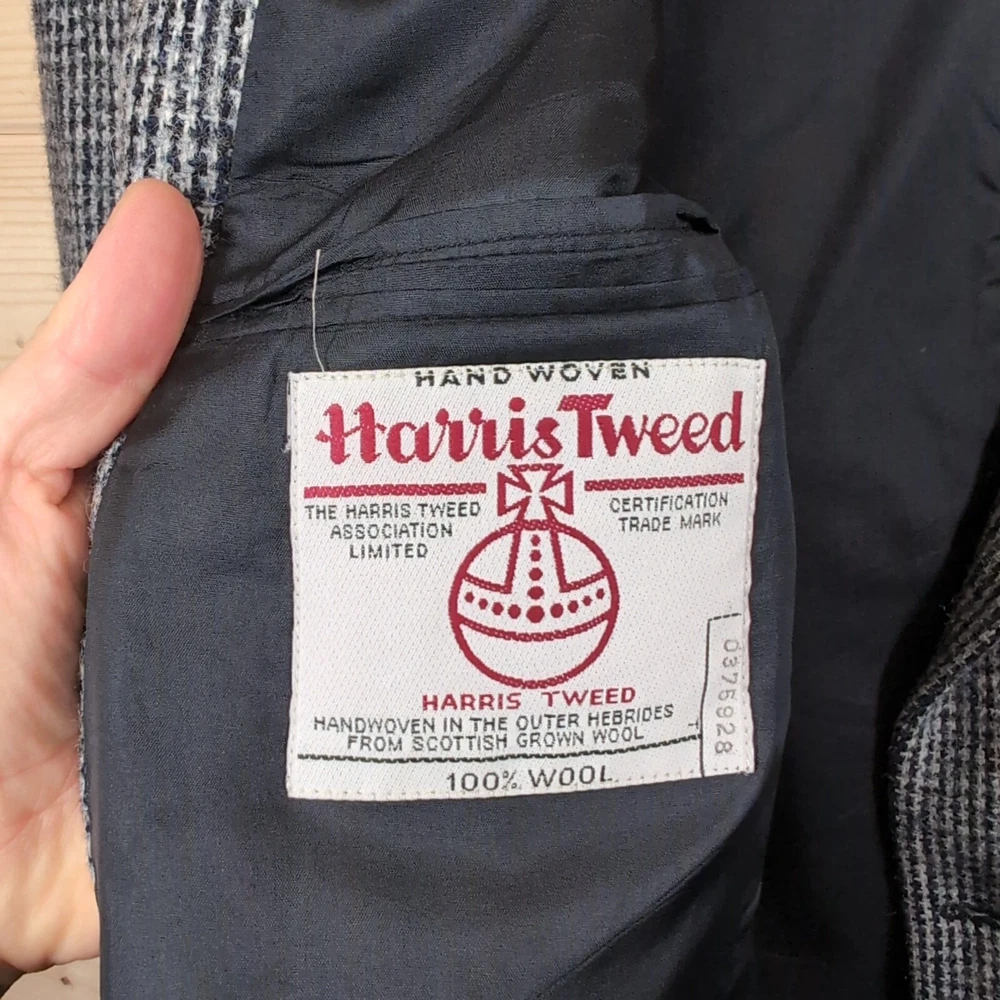 HAND WOVEN
Harris Tweed
THE HARRIS TWEED
ASSOCIATION
LIMITED
CERTIFICATION
TRADE MARK
HARRIS TWEED
HANDWOVEN IN THE OUTER HEBRIDES
FROM SCOTTISH GROWN WOOL
100% WOOL
0375928